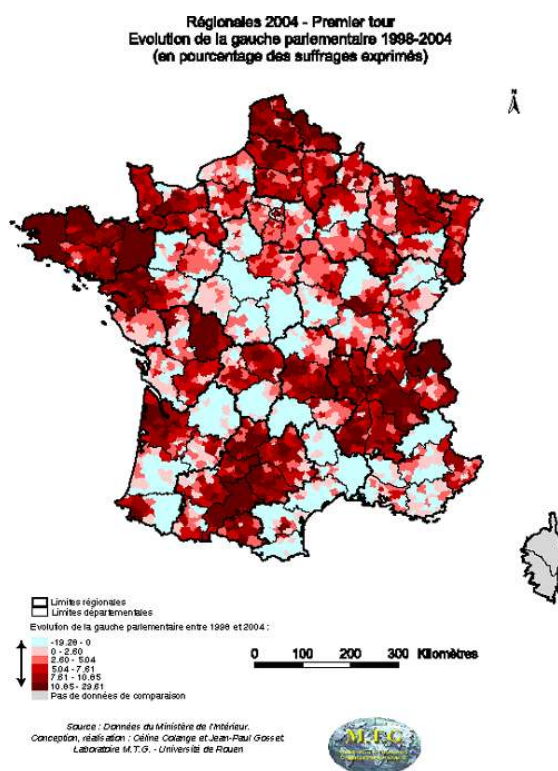 Régionales 2004 - Premier tour
Evolution de la gauche parlementaire 1998-2004
(en pourcentage des suffrages exprimés)
N
Limites régionales
Limites départementales
Evolution de la gauche parlementaire entre 1998 et 2004 :
-19.28 - 0
0 - 2.60
2.60 - 5.04
5.04 - 7.61
7.61 - 10.85
10.85 - 29.61
Pas de données de comparaison
0 100 200 300 Kilomètres
Source : Données du Ministère de l'Intérieur.
Conception, réalisation : Céline Colange et Jean-Paul Gosset.
Laboratoire M.T.G. - Université de Rouen
M.T.G